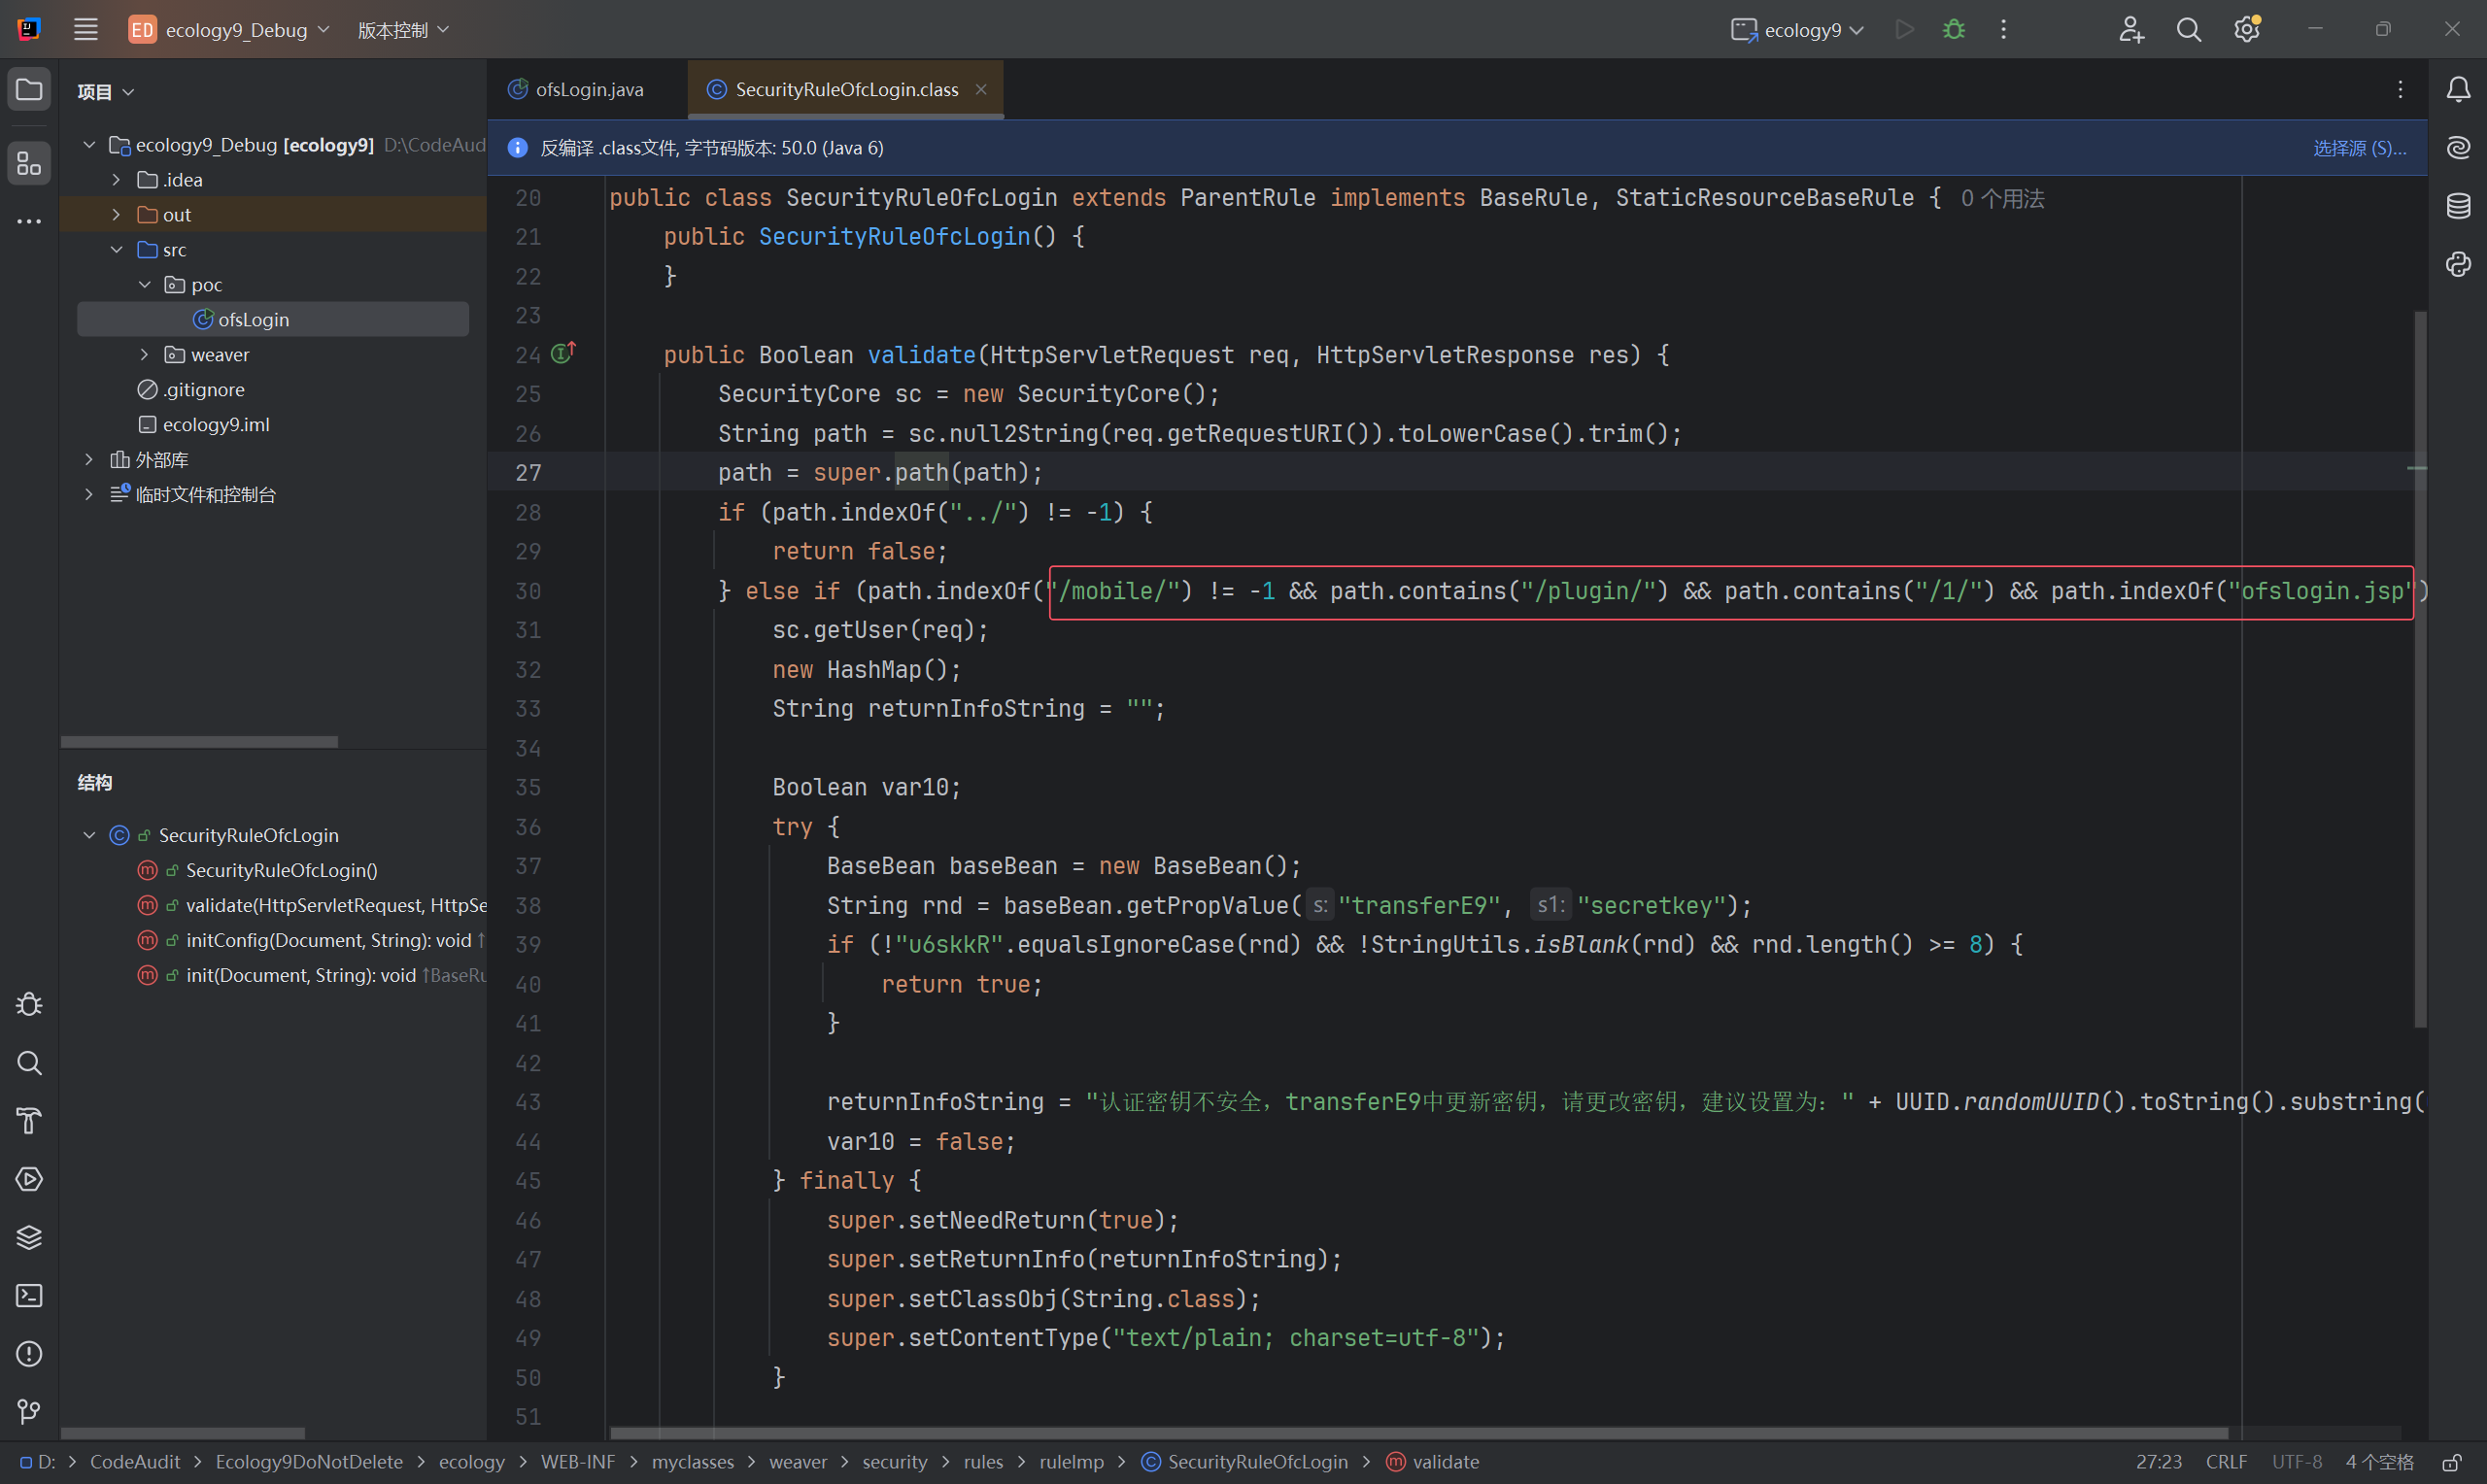 ED ecology9_Debug 版本控制 ecology9
项目
ecology9_Debug [ecology9] D:\CodeAud
.idea
out
src
poc
ofsLogin
weaver
.gitignore
ecology9.iml
外部库
临时文件和控制台
结构
SecurityRuleOfcLogin
SecurityRuleOfcLogin()
validate(HttpServletRequest, HttpSe
initConfig(Document, String): void ↑
init(Document, String): void ↑BaseRu
ofsLogin.java SecurityRuleOfcLogin.class
反编译 .class文件, 字节码版本: 50.0 (Java 6) 选择源 (S)...
20 public class SecurityRuleOfcLogin extends ParentRule implements BaseRule, StaticResourceBaseRule { 0 个用法
21 public SecurityRuleOfcLogin() {
22 }
23
24 public Boolean validate(HttpServletRequest req, HttpServletResponse res) {
25 SecurityCore sc = new SecurityCore();
26 String path = sc.null2String(req.getRequestURI()).toLowerCase().trim();
27 path = super.path(path);
28 if (path.indexOf("../") != -1) {
29 return false;
30 } else if (path.indexOf("/mobile/") != -1 && path.contains("/plugin/") && path.contains("/1/") && path.indexOf("ofslogin.jsp")
31 sc.getUser(req);
32 new HashMap();
33 String returnInfoString = "";
34
35 Boolean var10;
36 try {
37 BaseBean baseBean = new BaseBean();
38 String rnd = baseBean.getPropValue( s: "transferE9", s1: "secretkey");
39 if (!"u6skkR".equalsIgnoreCase(rnd) && !StringUtils.isBlank(rnd) && rnd.length() >= 8) {
40 return true;
41 }
42
43 returnInfoString = "认证密钥不安全，transferE9中更新密钥，请更改密钥，建议设置为：" + UUID.randomUUID().toString().substring(
44 var10 = false;
45 } finally {
46 super.setNeedReturn(true);
47 super.setReturnInfo(returnInfoString);
48 super.setClassObj(String.class);
49 super.setContentType("text/plain; charset=utf-8");
50 }
51
D: > CodeAudit > Ecology9DoNotDelete > ecology > WEB-INF > myclasses > weaver > security > rules > ruleImp > SecurityRuleOfcLogin > validate 27:23 CRLF UTF-8 4 个空格